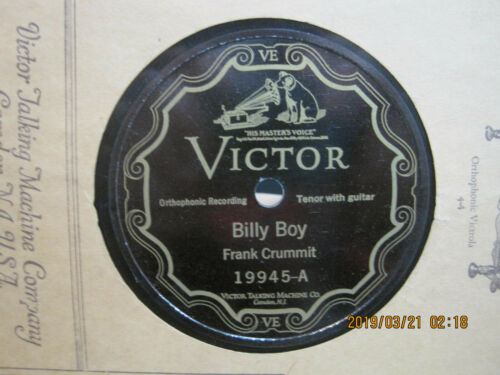 VE
"HIS MASTER'S VOICE"
VICTOR
Orthophonic Recording
Tenor with guitar
Billy Boy
Frank Crummit
19945-A
VICTOR TALKING MACHINE CO.
Camden, N.J.
VE
Victor Talking Machine Company
Camden, N.J. U.S.A.
Orthophonic Victrola
2019/03/21 02:18